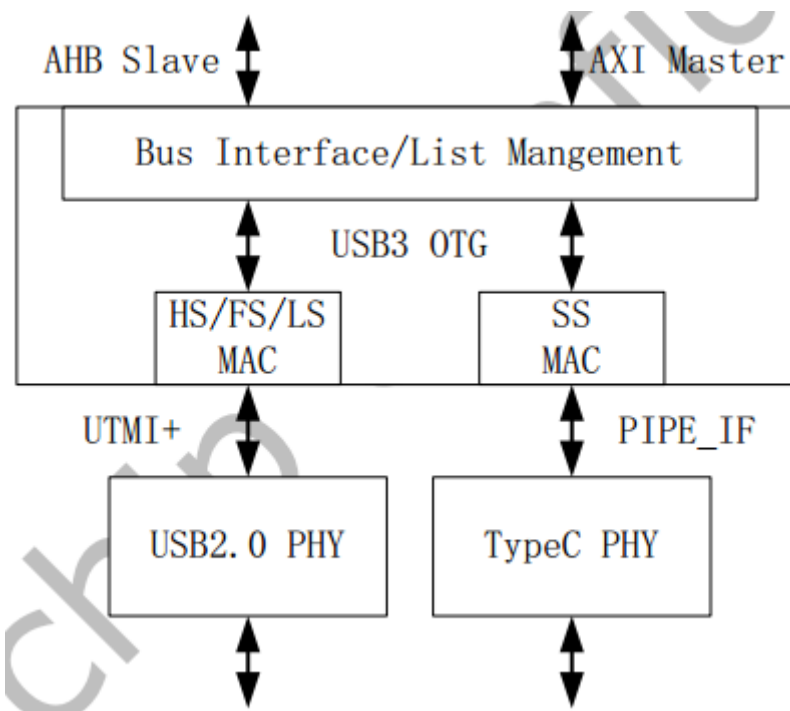 AHB Slave
AXI Master
Bus Interface/List Mangement
USB3 OTG
HS/FS/LS
MAC
SS
MAC
UTMI+
PIPE_IF
USB2.0 PHY
TypeC PHY